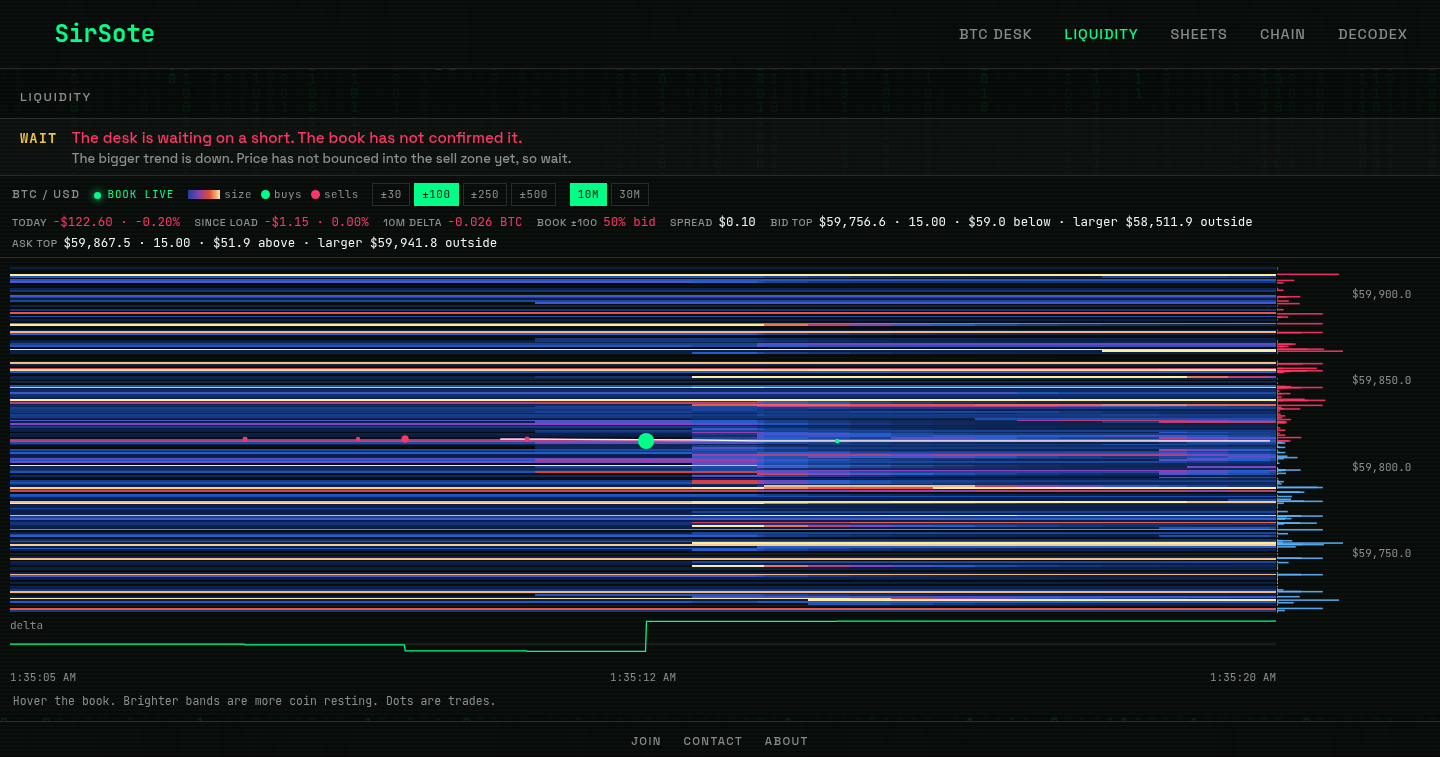 SirSote
BTC DESK LIQUIDITY SHEETS CHAIN DECODEX
LIQUIDITY
WAIT The desk is waiting on a short. The book has not confirmed it.
The bigger trend is down. Price has not bounced into the sell zone yet, so wait.
BTC / USD BOOK LIVE size buys sells ±30 ±100 ±250 ±500 10M 30M
TODAY -$122.60 · -0.20% SINCE LOAD -$1.15 · 0.00% 10M DELTA -0.026 BTC BOOK ±100 50% bid SPREAD $0.10 BID TOP $59,756.6 · 15.00 · $59.0 below · larger $58,511.9 outside
ASK TOP $59,867.5 · 15.00 · $51.9 above · larger $59,941.8 outside
$59,900.0
$59,850.0
$59,800.0
$59,750.0
delta
1:35:05 AM 1:35:12 AM 1:35:20 AM
Hover the book. Brighter bands are more coin resting. Dots are trades.
JOIN CONTACT ABOUT